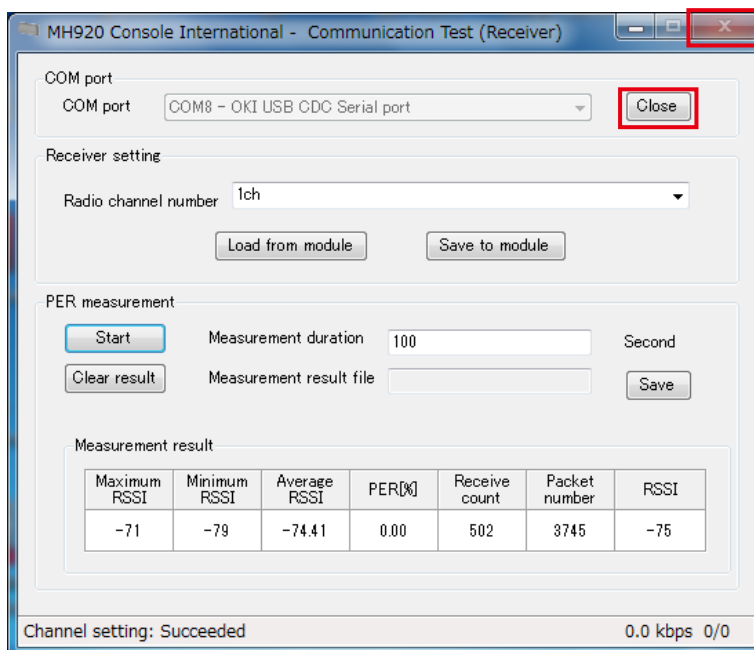 MH920 Console International - Communication Test (Receiver)
X
COM port
COM port COM8 - OKI USB CDC Serial port Close
Receiver setting
Radio channel number 1ch
Load from module Save to module
PER measurement
Start Measurement duration 100 Second
Clear result Measurement result file Save
Measurement result
Maximum RSSI Minimum RSSI Average RSSI PER[%] Receive count Packet number RSSI
-71 -79 -74.41 0.00 502 3745 -75
Channel setting: Succeeded 0.0 kbps 0/0